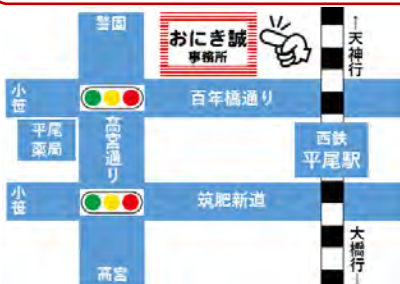 警固
おにき誠
事務所
↑天神行
小笹
百年橋通り
平尾
薬局
高宮通り
西鉄
平尾駅
小笹
筑肥新道
高宮
大橋行↓